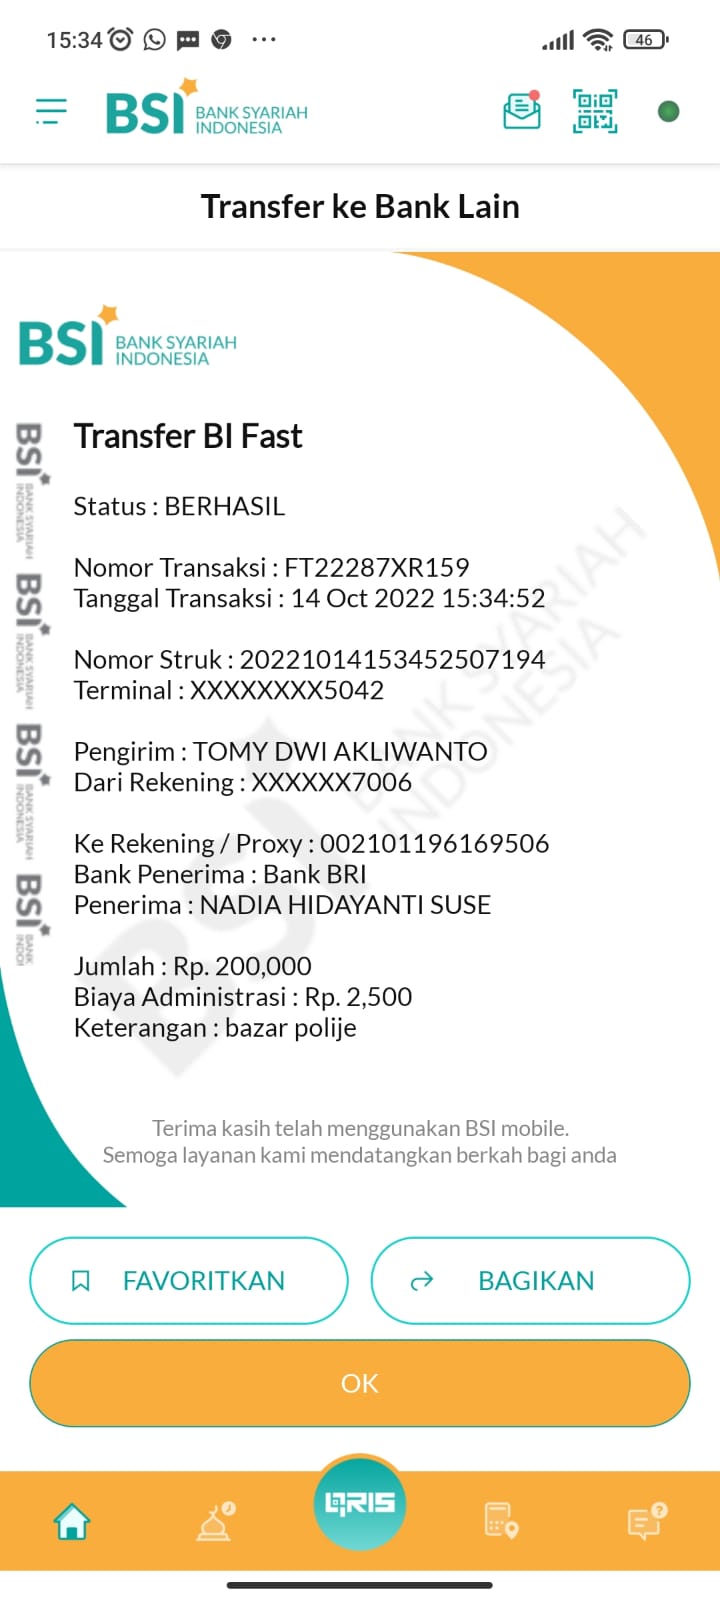 15:34
46
BSI BANK SYARIAH
INDONESIA
Transfer ke Bank Lain
BSI BANK SYARIAH
INDONESIA
Transfer BI Fast
Status : BERHASIL
Nomor Transaksi : FT22287XR159
Tanggal Transaksi : 14 Oct 2022 15:34:52
Nomor Struk : 20221014153452507194
Terminal : XXXXXXXX5042
Pengirim : TOMY DWI AKLIWANTO
Dari Rekening : XXXXXX7006
Ke Rekening / Proxy : 002101196169506
Bank Penerima : Bank BRI
Penerima : NADIA HIDAYANTI SUSE
Jumlah : Rp. 200,000
Biaya Administrasi : Rp. 2,500
Keterangan : bazar polije
BSI BANK SYARIAH
INDONESIA
BSI BANK SYARIAH
INDONESIA
BSI BANK SYARIAH
INDONESIA
BSI BANK
INDO
BSI BANK SYARIAH
INDONESIA
Terima kasih telah menggunakan BSI mobile.
Semoga layanan kami mendatangkan berkah bagi anda
FAVORITKAN
BAGIKAN
OK
QRIS